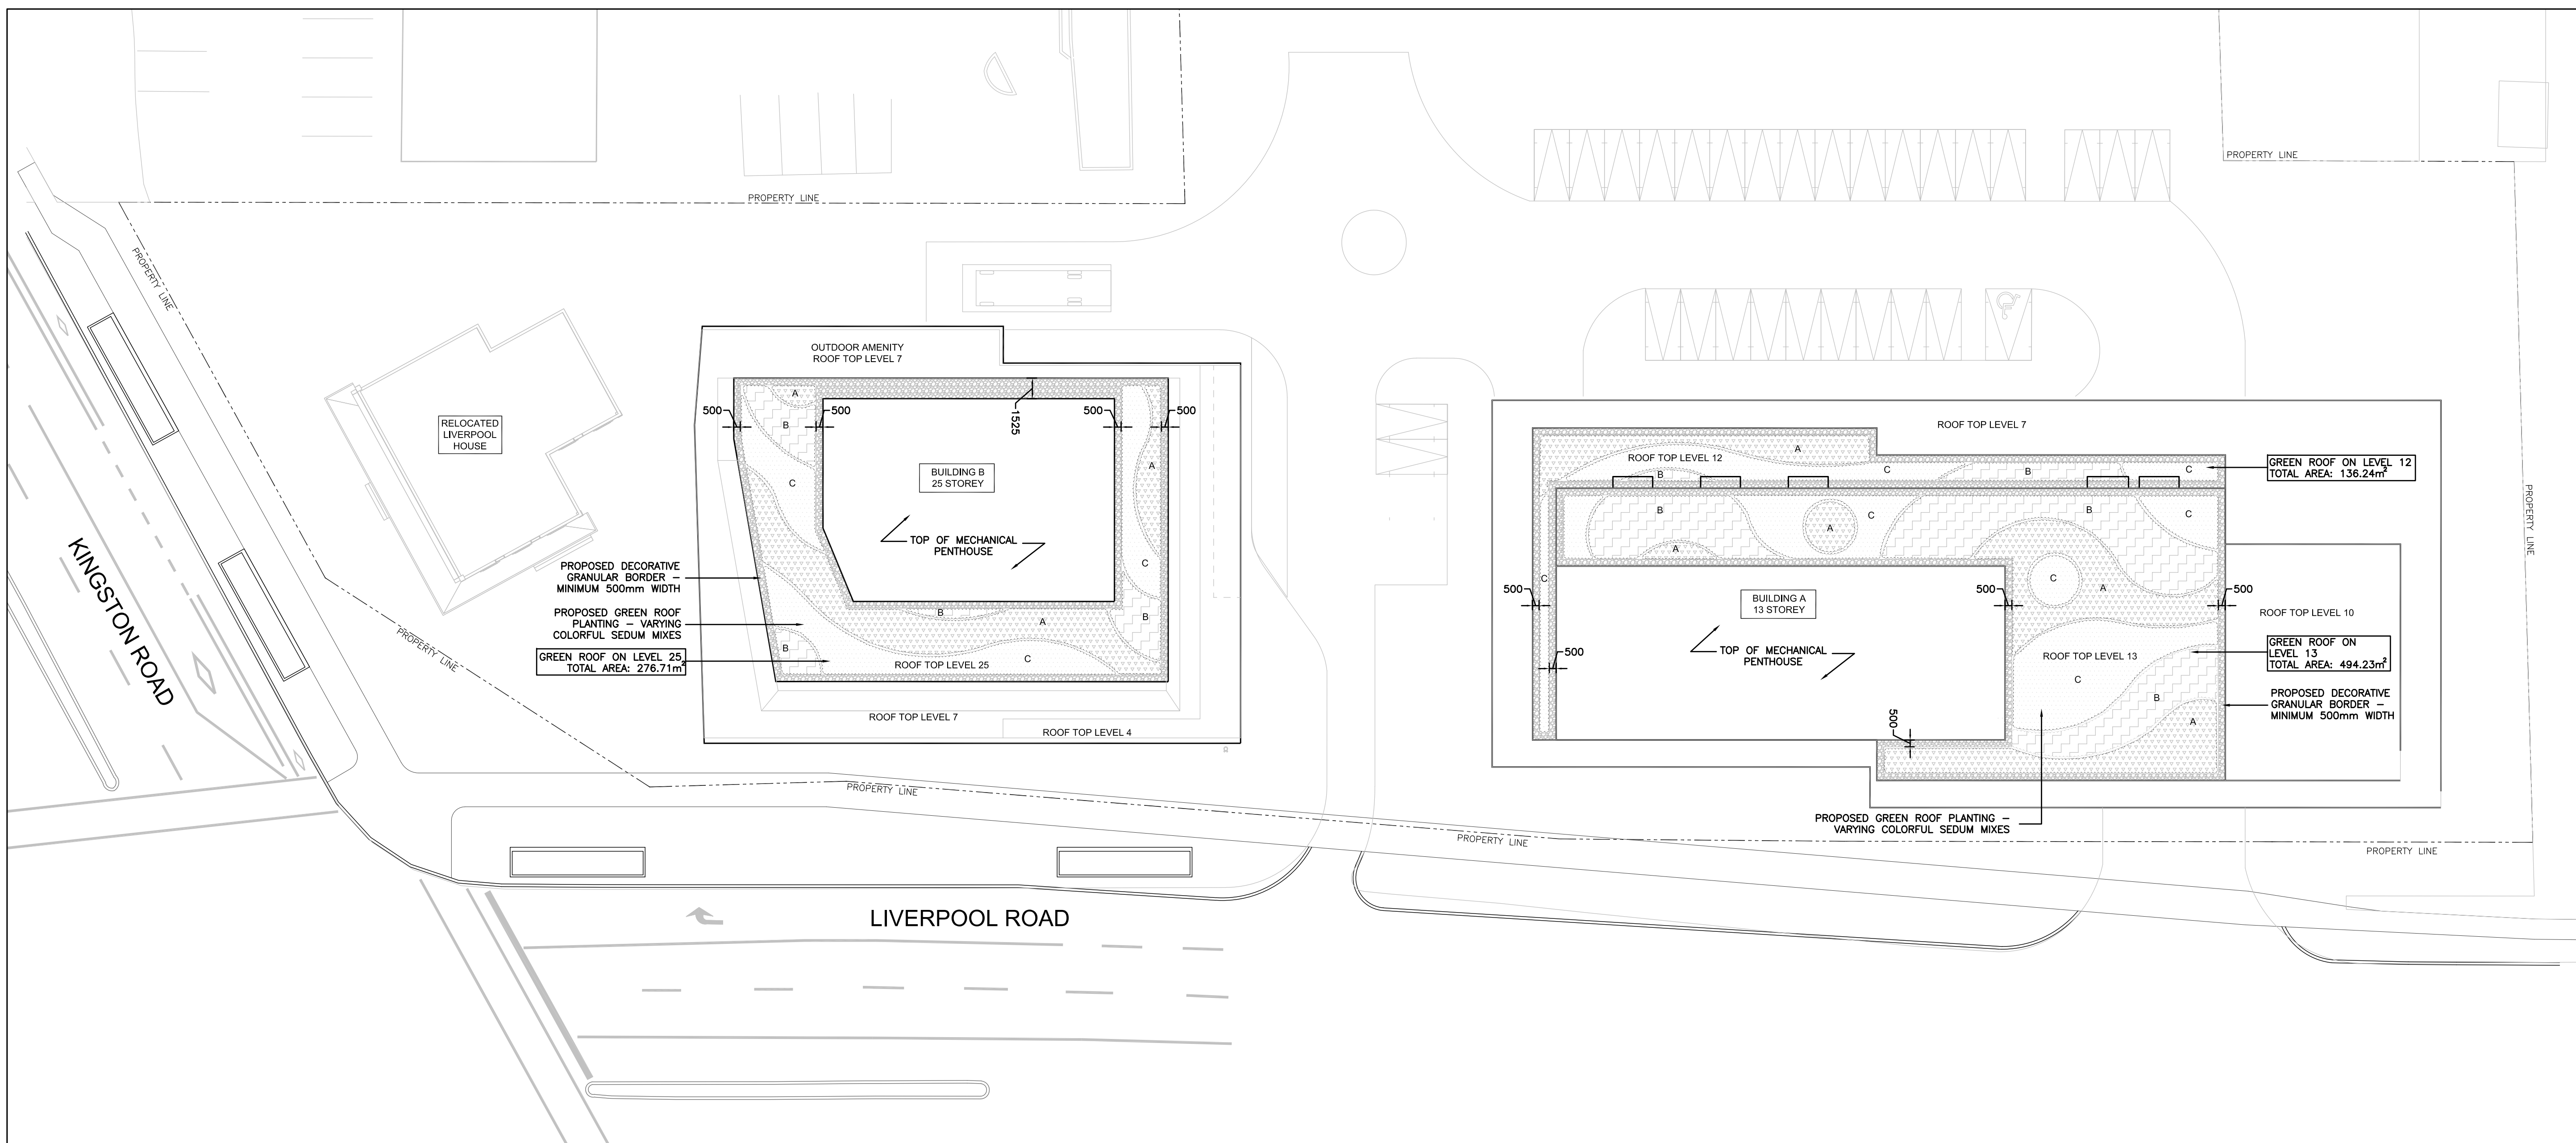 PROPERTY LINE
PROPERTY LINE
PROPERTY LINE
PROPERTY LINE
PROPERTY LINE
PROPERTY LINE
PROPERTY LINE
PROPERTY LINE
KINGSTON ROAD
LIVERPOOL ROAD
RELOCATED
LIVERPOOL
HOUSE
OUTDOOR AMENITY
ROOF TOP LEVEL 7
500
500
1525
500
500
A
B
C
A
C
B
B
A
B
C
BUILDING B
25 STOREY
TOP OF MECHANICAL
PENTHOUSE
PROPOSED DECORATIVE
GRANULAR BORDER –
MINIMUM 500mm WIDTH
PROPOSED GREEN ROOF
PLANTING – VARYING
COLORFUL SEDUM MIXES
GREEN ROOF ON LEVEL 25
TOTAL AREA: 276.71m²
ROOF TOP LEVEL 25
ROOF TOP LEVEL 7
ROOF TOP LEVEL 4
ROOF TOP LEVEL 7
ROOF TOP LEVEL 12
A
B
C
B
C
GREEN ROOF ON LEVEL 12
TOTAL AREA: 136.24m²
B
A
A
C
B
C
C
C
A
500
500
500
500
500
BUILDING A
13 STOREY
TOP OF MECHANICAL
PENTHOUSE
ROOF TOP LEVEL 10
ROOF TOP LEVEL 13
C
B
A
GREEN ROOF ON
LEVEL 13
TOTAL AREA: 494.23m²
PROPOSED DECORATIVE
GRANULAR BORDER –
MINIMUM 500mm WIDTH
PROPOSED GREEN ROOF PLANTING –
VARYING COLORFUL SEDUM MIXES